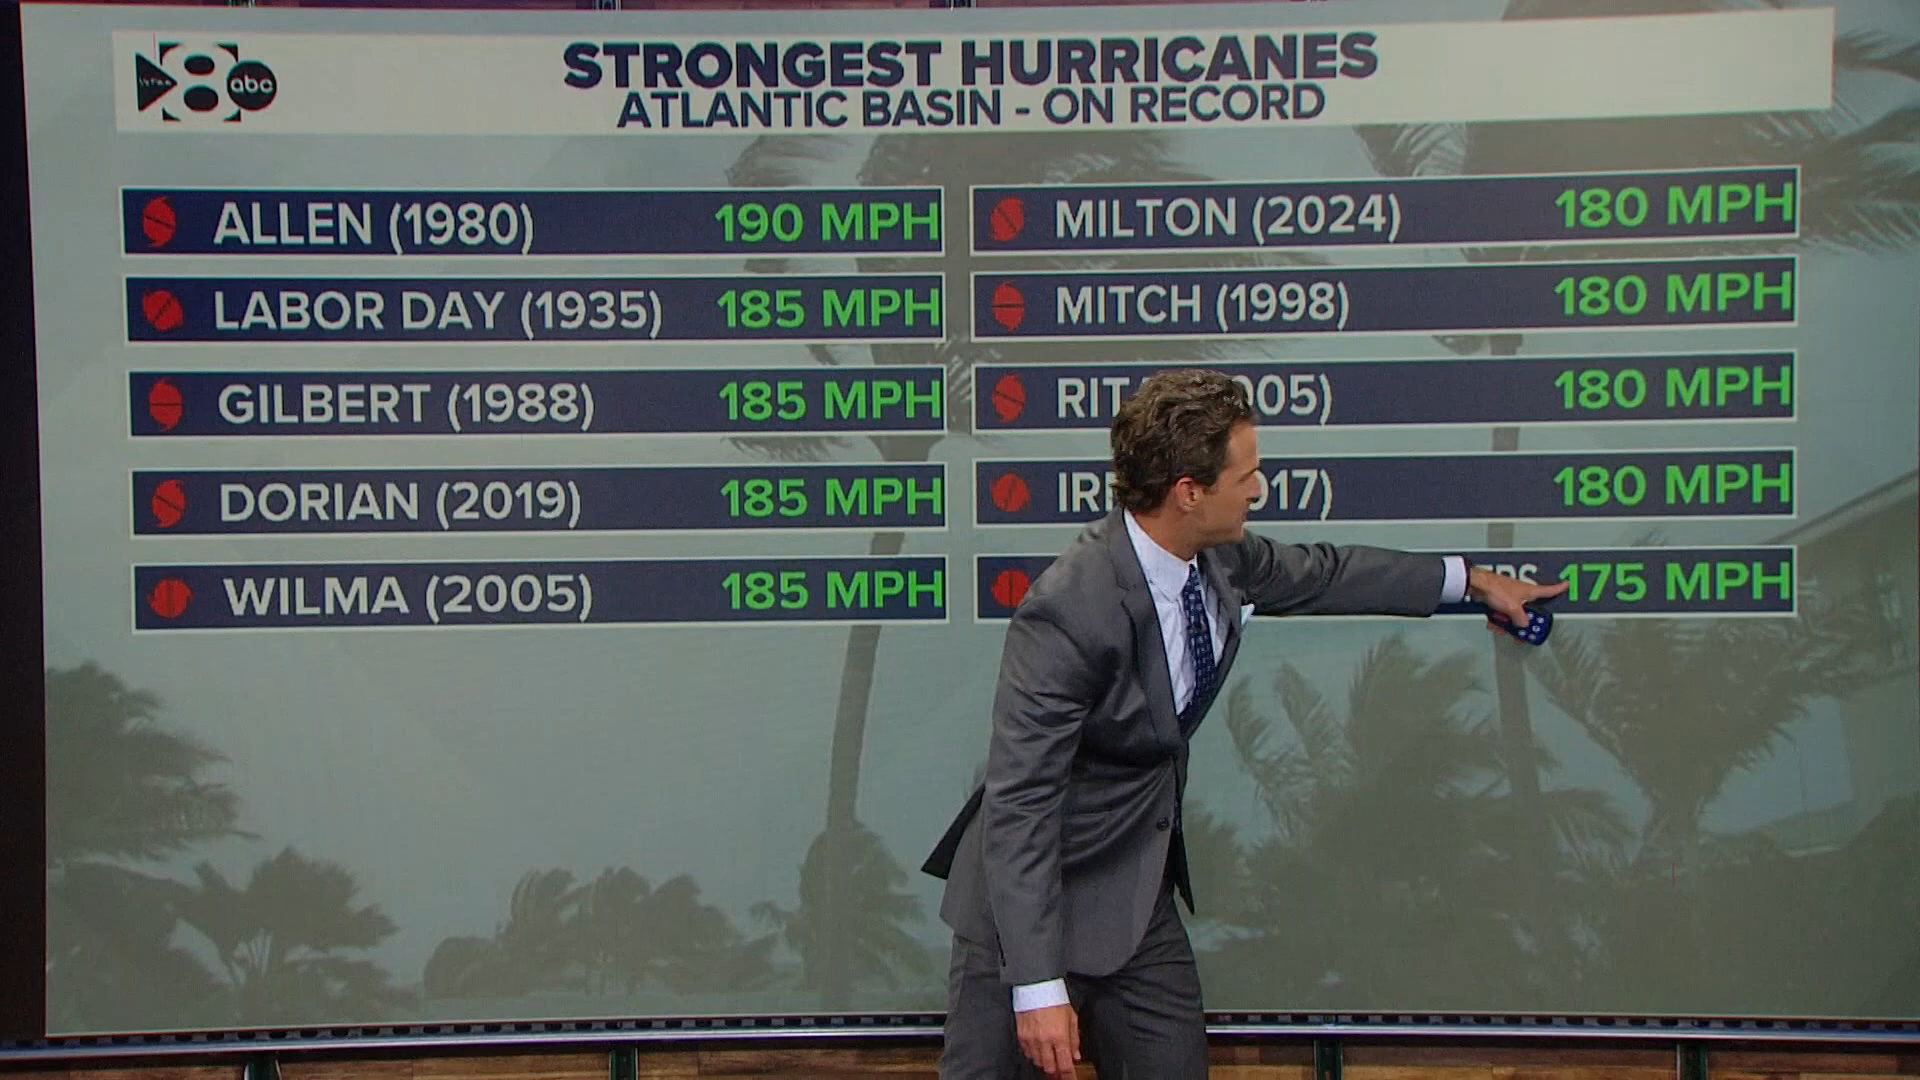 8 abc
STRONGEST HURRICANES
ATLANTIC BASIN - ON RECORD
ALLEN (1980) 190 MPH
LABOR DAY (1935) 185 MPH
GILBERT (1988) 185 MPH
DORIAN (2019) 185 MPH
WILMA (2005) 185 MPH
MILTON (2024) 180 MPH
MITCH (1998) 180 MPH
180 MPH
180 MPH
175 MPH